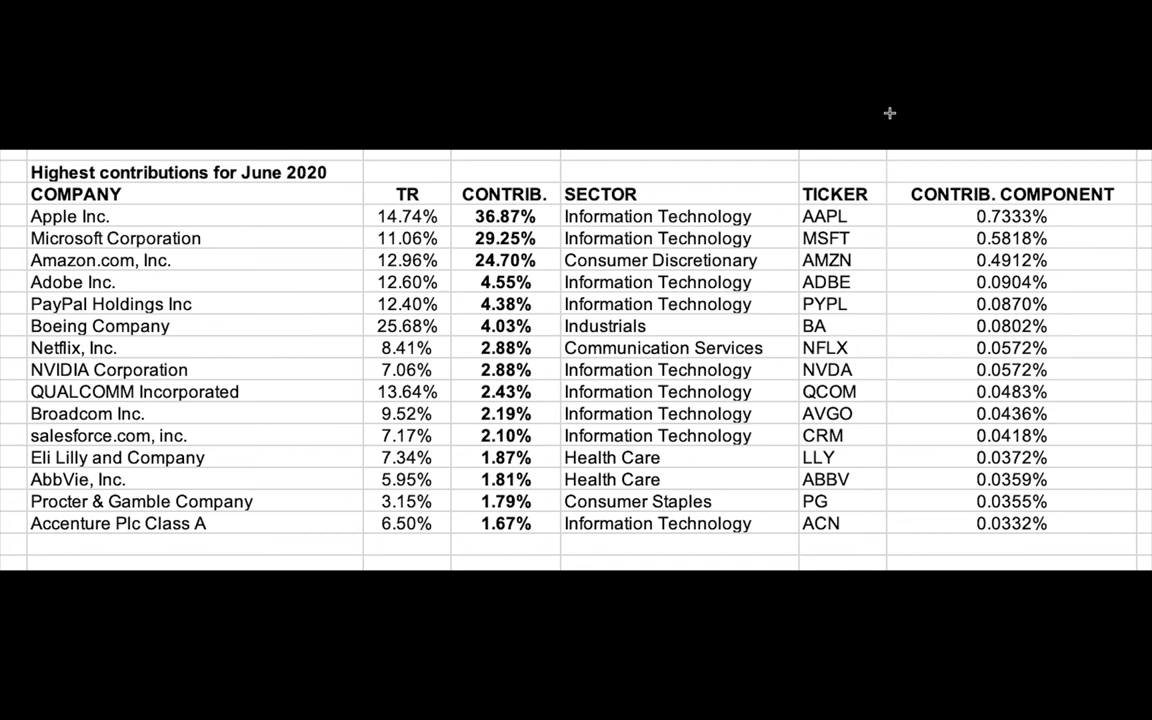 Highest contributions for June 2020
COMPANY TR CONTRIB. SECTOR TICKER CONTRIB. COMPONENT
Apple Inc. 14.74% 36.87% Information Technology AAPL 0.7333%
Microsoft Corporation 11.06% 29.25% Information Technology MSFT 0.5818%
Amazon.com, Inc. 12.96% 24.70% Consumer Discretionary AMZN 0.4912%
Adobe Inc. 12.60% 4.55% Information Technology ADBE 0.0904%
PayPal Holdings Inc 12.40% 4.38% Information Technology PYPL 0.0870%
Boeing Company 25.68% 4.03% Industrials BA 0.0802%
Netflix, Inc. 8.41% 2.88% Communication Services NFLX 0.0572%
NVIDIA Corporation 7.06% 2.88% Information Technology NVDA 0.0572%
QUALCOMM Incorporated 13.64% 2.43% Information Technology QCOM 0.0483%
Broadcom Inc. 9.52% 2.19% Information Technology AVGO 0.0436%
salesforce.com, inc. 7.17% 2.10% Information Technology CRM 0.0418%
Eli Lilly and Company 7.34% 1.87% Health Care LLY 0.0372%
AbbVie, Inc. 5.95% 1.81% Health Care ABBV 0.0359%
Procter & Gamble Company 3.15% 1.79% Consumer Staples PG 0.0355%
Accenture Plc Class A 6.50% 1.67% Information Technology ACN 0.0332%